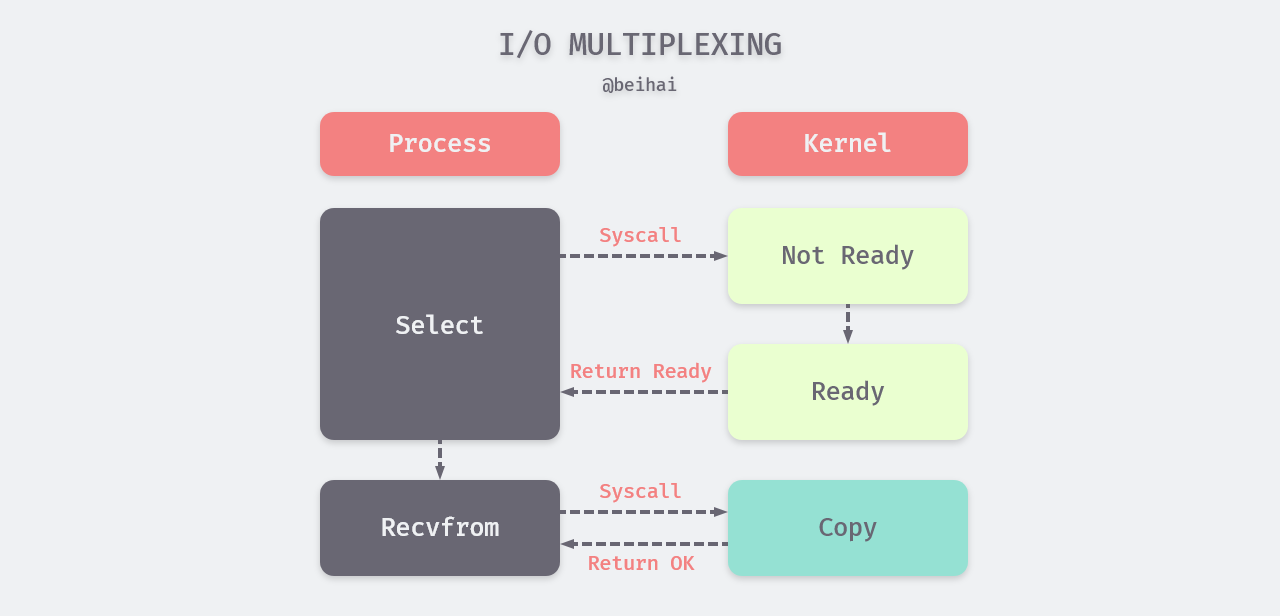 I/O MULTIPLEXING
@beihai
Process
Kernel
Syscall
Not Ready
Select
Return Ready
Ready
Syscall
Recvfrom
Copy
Return OK